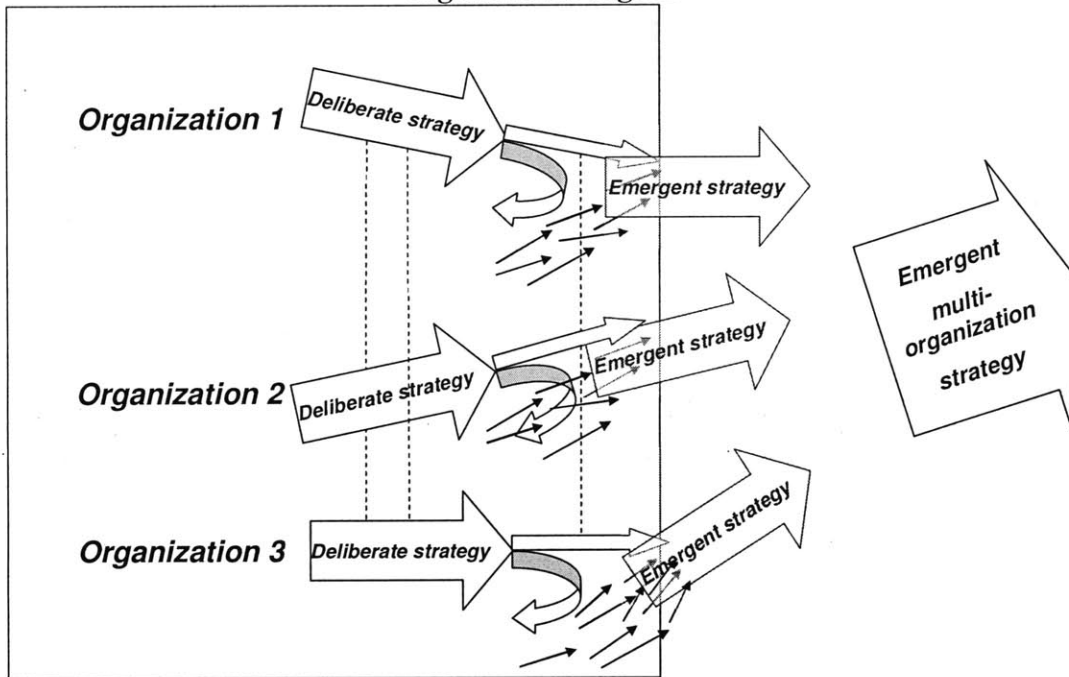 Organization 1
Deliberate strategy
Emergent strategy
Organization 2
Deliberate strategy
Emergent strategy
Organization 3
Deliberate strategy
Emergent strategy
Emergent
multi-
organization
strategy